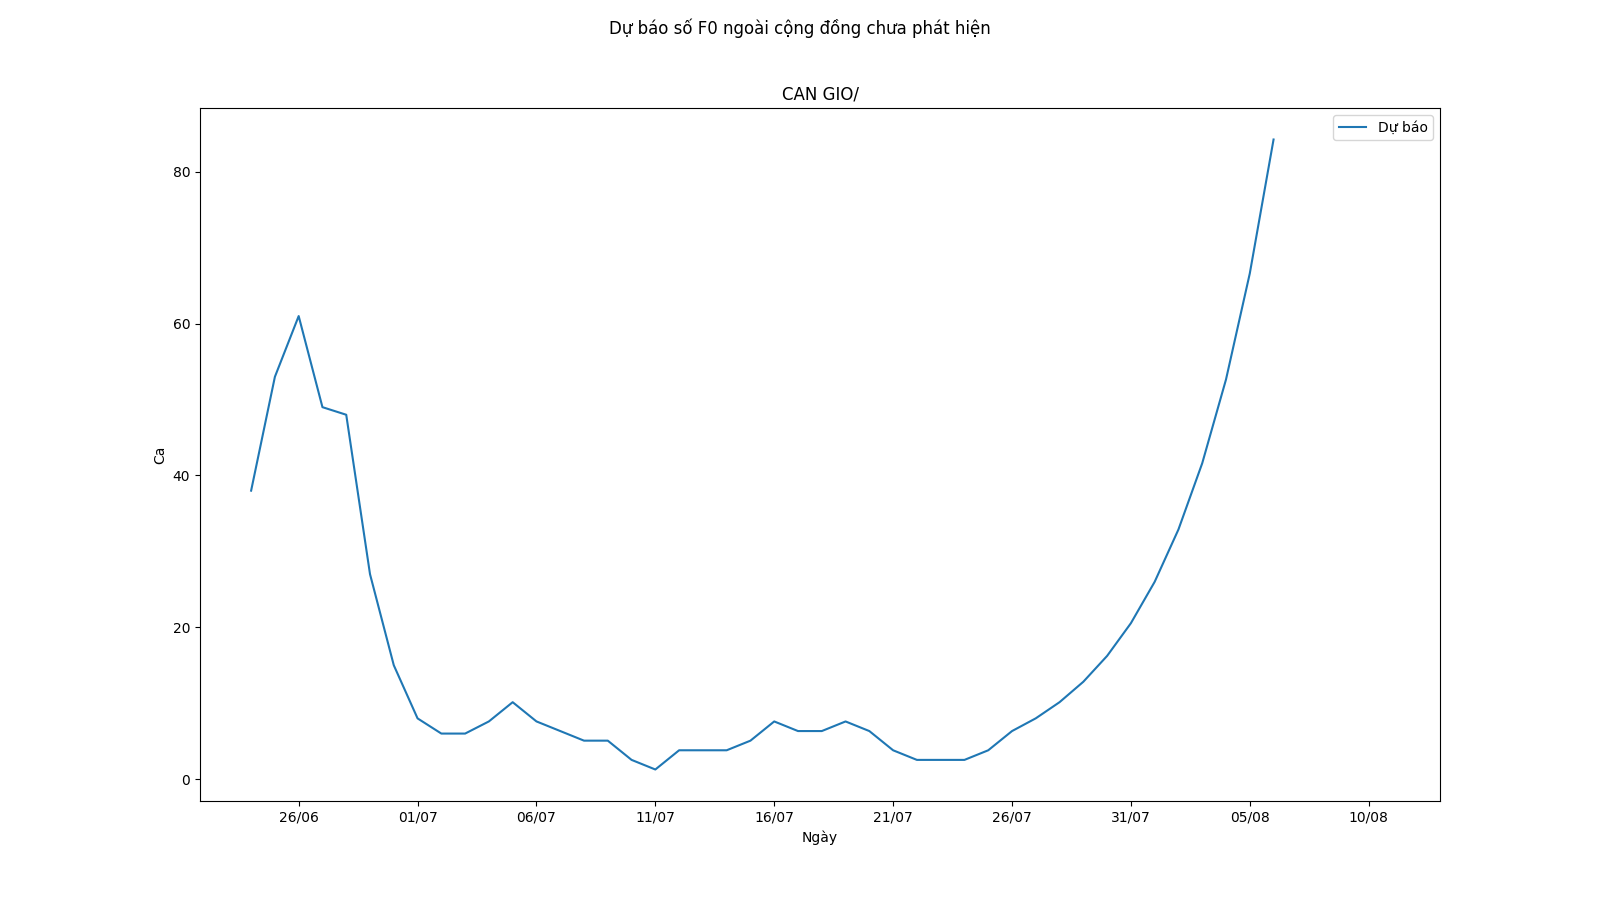 Dự báo số F0 ngoài cộng đồng chưa phát hiện
CAN GIO/
Dự báo
80
60
40
20
0
Ca
26/06 01/07 06/07 11/07 16/07 21/07 26/07 31/07 05/08 10/08
Ngày